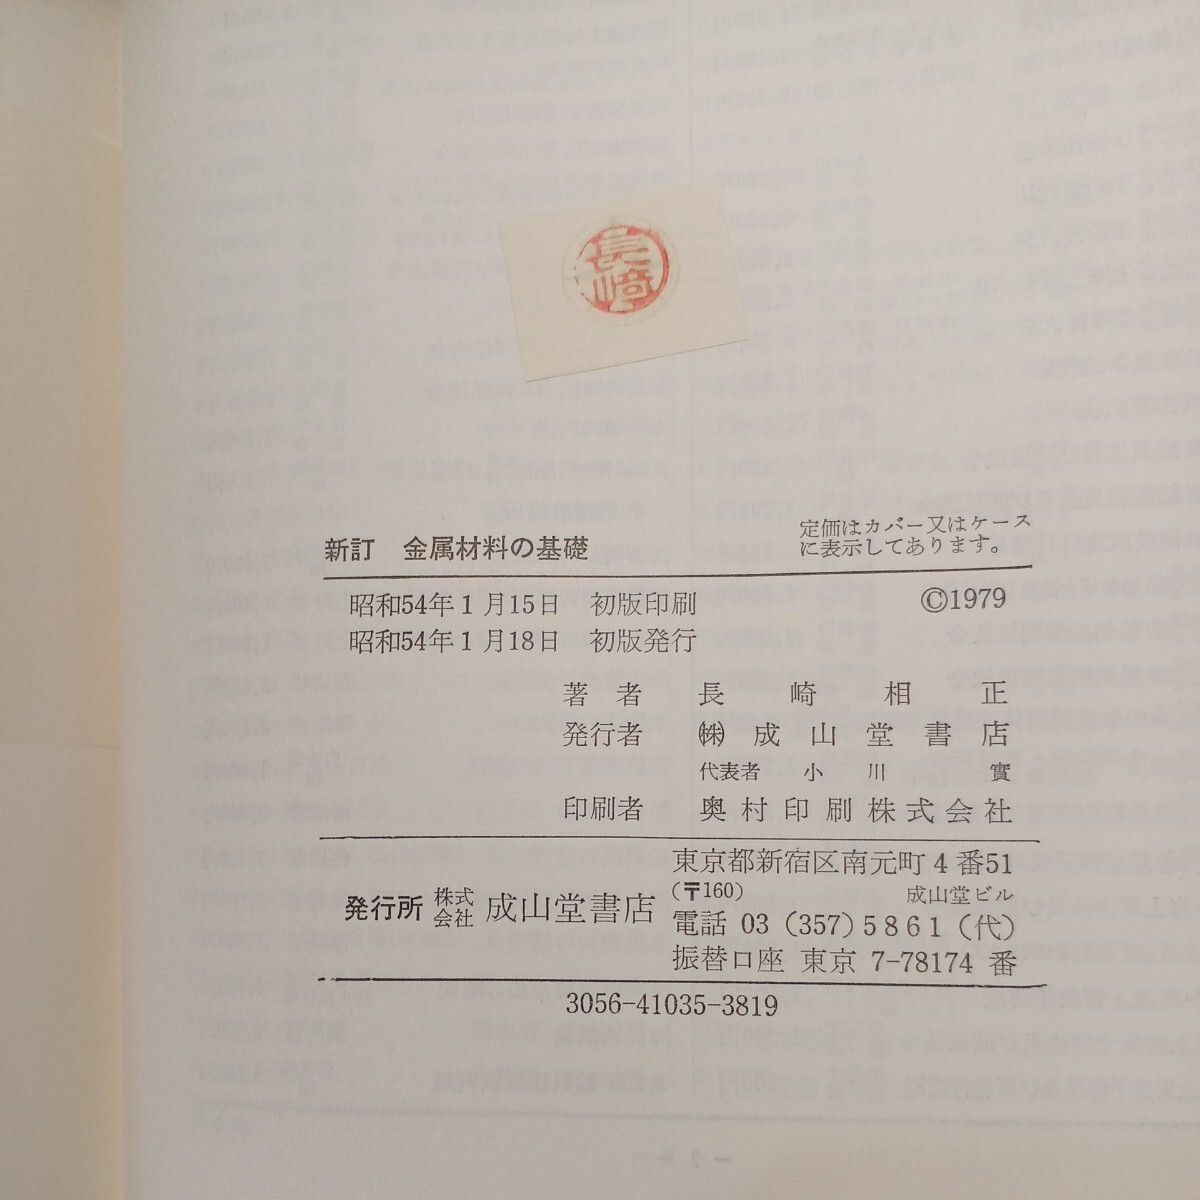 長崎
新訂 金属材料の基礎
定価はカバー又はケース
に表示してあります。
昭和54年1月15日 初版印刷
©1979
昭和54年1月18日 初版発行
著者 長崎相正
発行者 ㈱成山堂書店
代表者 小川實
印刷者 奥村印刷株式会社
発行所 株式会社 成山堂書店
東京都新宿区南元町4番51
(〒160) 成山堂ビル
電話 03 (357) 5861 (代)
振替口座 東京 7-78174 番
3056-41035-3819